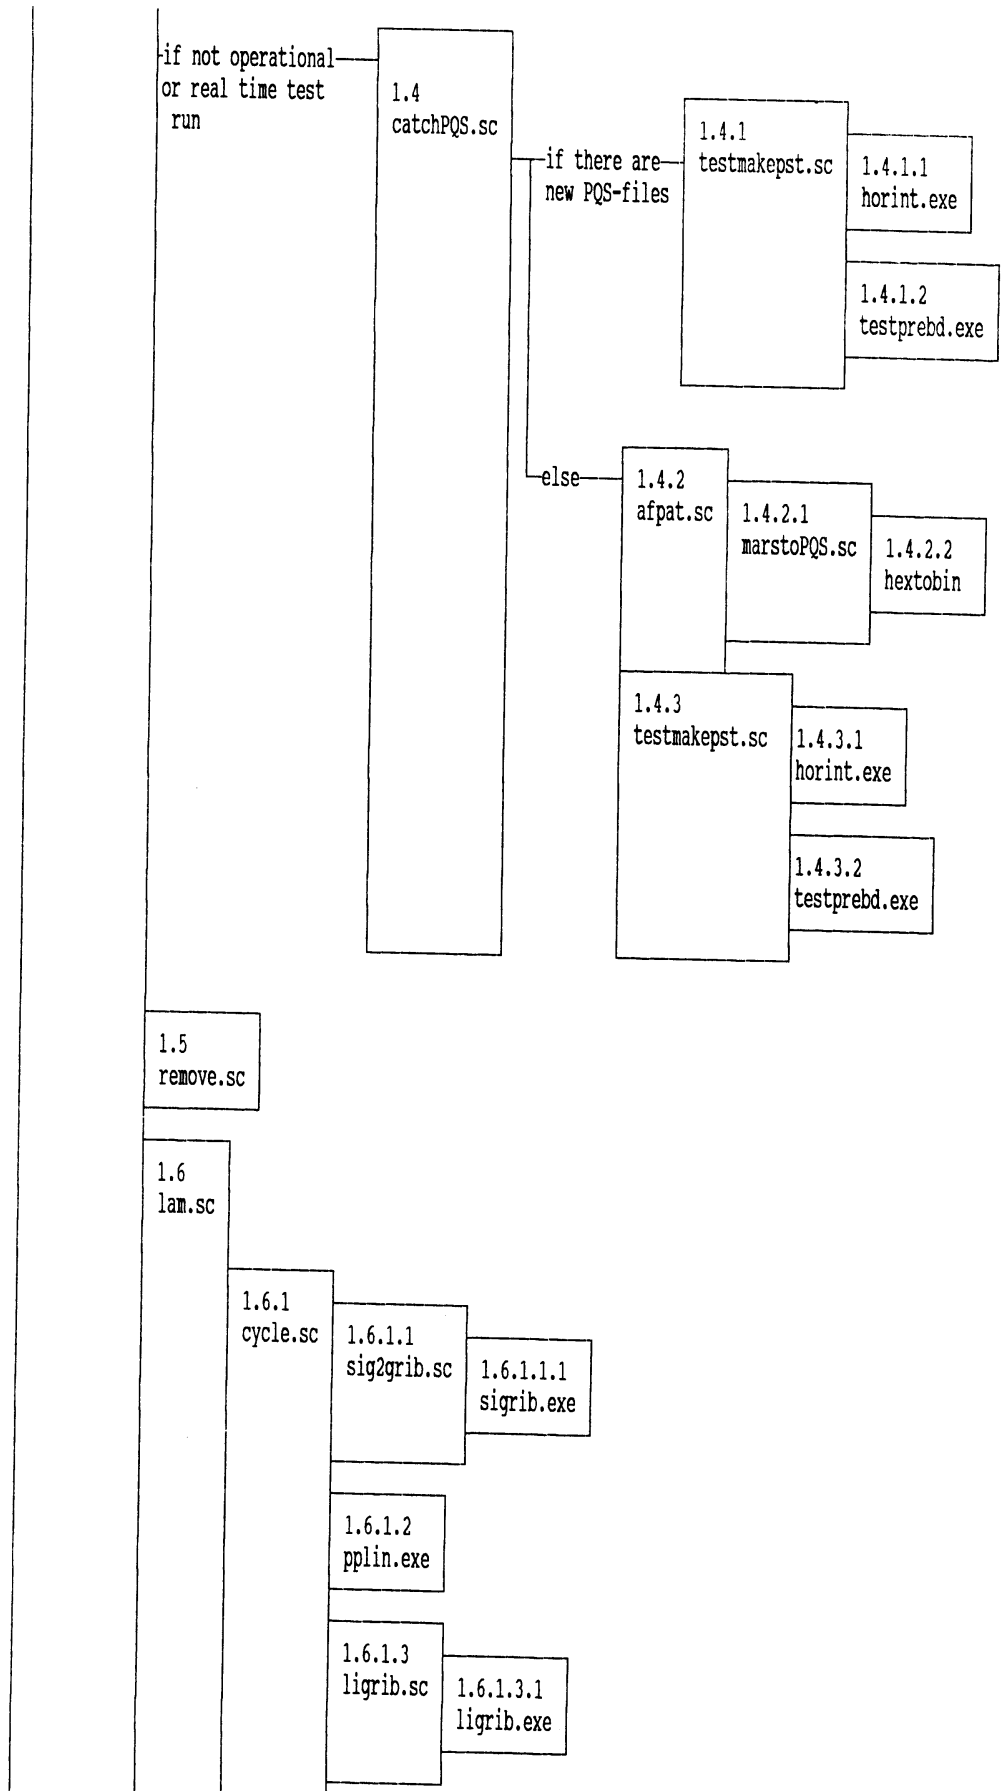 if not operational
or real time test
run
1.4
catchPQS.sc
if there are
new PQS-files
1.4.1
testmakepst.sc
1.4.1.1
horint.exe
1.4.1.2
testprebd.exe
else
1.4.2
afpat.sc
1.4.2.1
marstoPQS.sc
1.4.2.2
hextobin
1.4.3
testmakepst.sc
1.4.3.1
horint.exe
1.4.3.2
testprebd.exe
1.5
remove.sc
1.6
lam.sc
1.6.1
cycle.sc
1.6.1.1
sig2grib.sc
1.6.1.1.1
sigrib.exe
1.6.1.2
pplin.exe
1.6.1.3
ligrib.sc
1.6.1.3.1
ligrib.exe